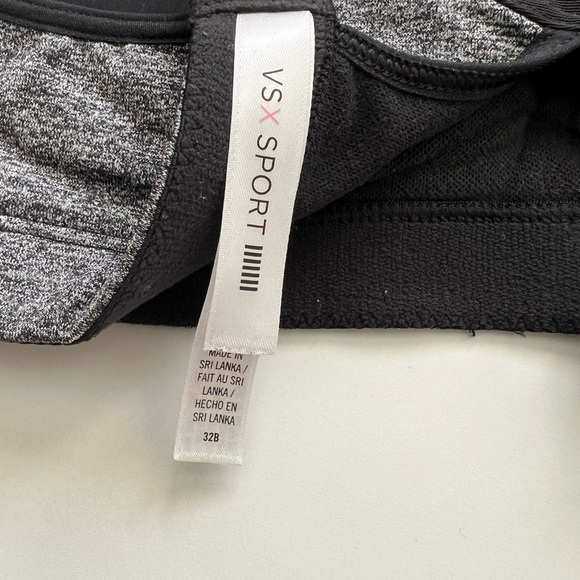 VSX SPORT
MADE IN
SRI LANKA /
FAIT AU SRI
LANKA /
HECHO EN
SRI LANKA
32B